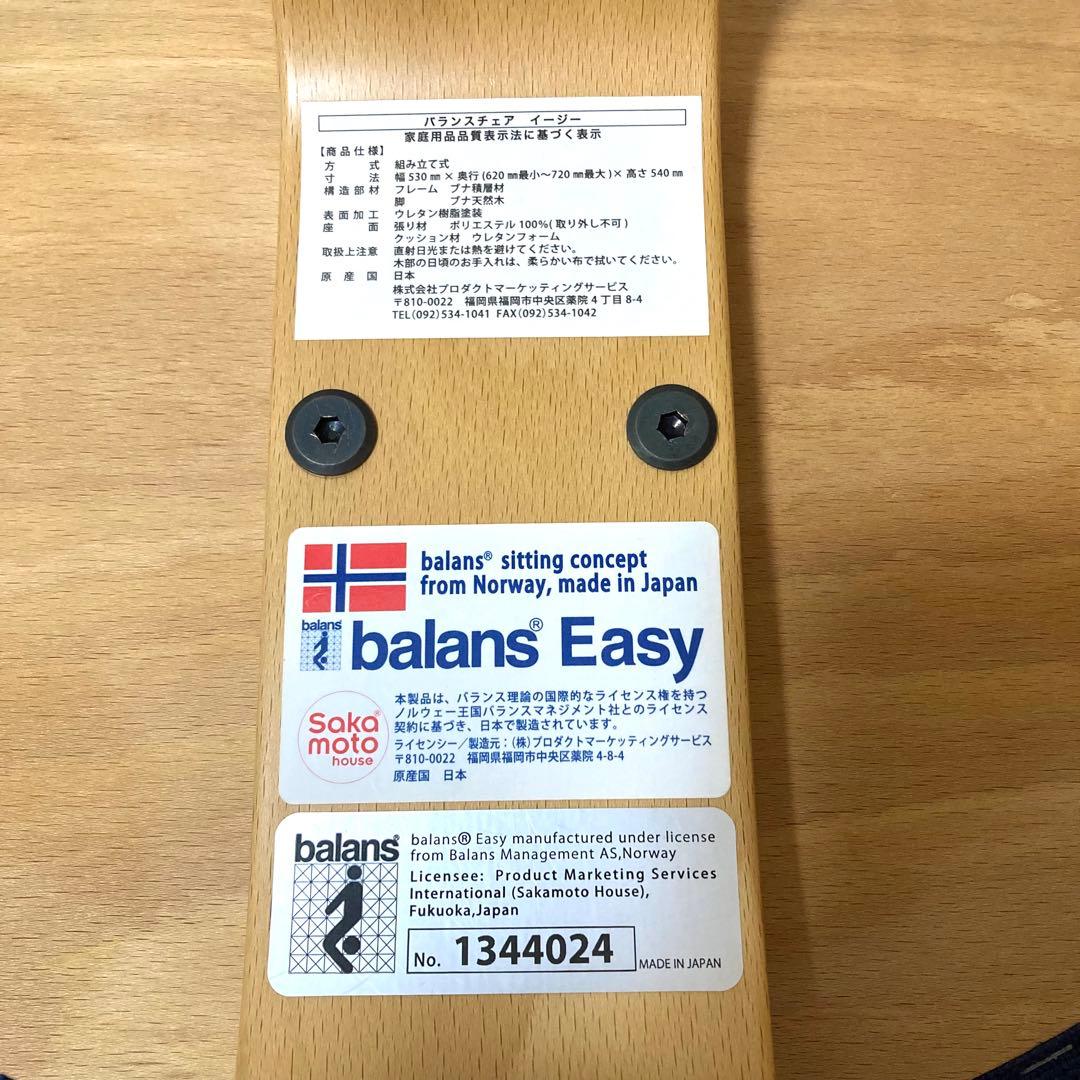 バランスチェア　イージー
家庭用品品質表示法に基づく表示
【商品仕様】
方式　組み立て式
寸法　幅530㎜×奥行(620㎜最小～720㎜最大)×高さ540㎜
構造部材　フレーム　ブナ積層材
脚　ブナ天然木
表面加工　ウレタン樹脂塗装
座面　張り材　ポリエステル100%(取り外し不可)
クッション材　ウレタンフォーム
取扱上注意　直射日光または熱を避けてください。
木部の日頃のお手入れは、柔らかい布で拭いてください。
原産国　日本
株式会社プロダクトマーケッティングサービス
〒810-0022　福岡県福岡市中央区薬院4丁目8-4
TEL(092)534-1041 FAX(092)534-1042
balans® sitting concept
from Norway, made in Japan
balans®
balans® Easy
Saka®
moto
house
本製品は、バランス理論の国際的なライセンス権を持つ
ノルウェー王国バランスマネジメント社とのライセンス
契約に基づき、日本で製造されています。
ライセンシー／製造元：(株)プロダクトマーケッティングサービス
〒810-0022　福岡県福岡市中央区薬院4-8-4
原産国　日本
balans®
balans® Easy manufactured under license
from Balans Management AS,Norway
Licensee: Product Marketing Services
International (Sakamoto House),
Fukuoka,Japan
No. 1344024
MADE IN JAPAN